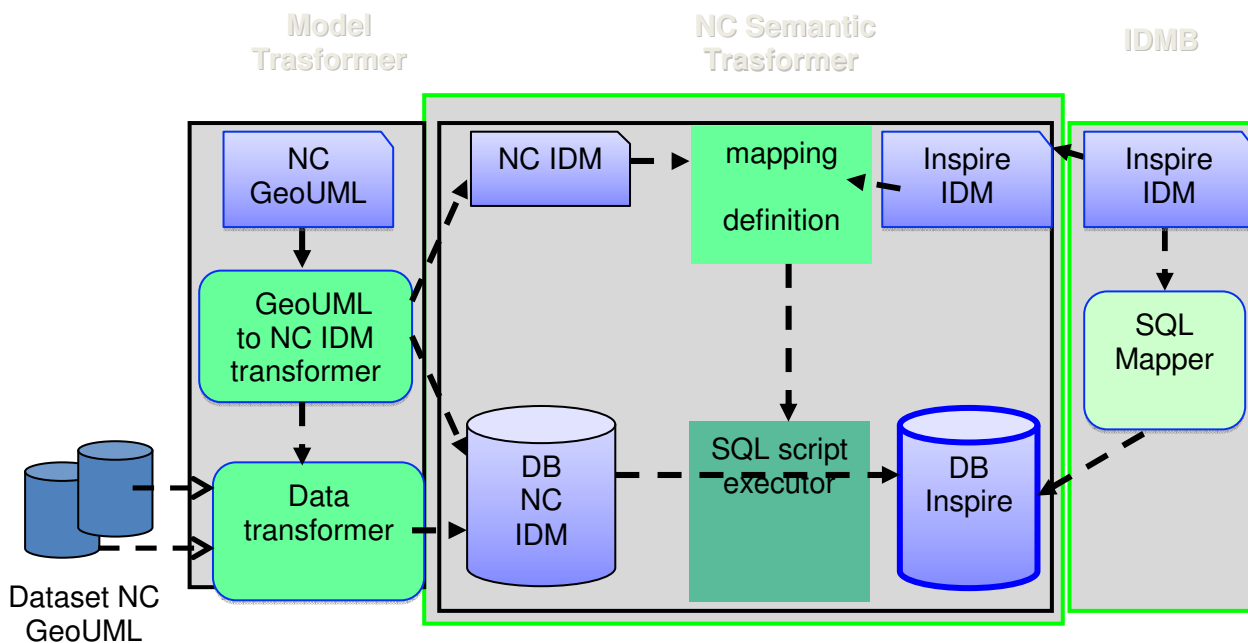 Model
Trasformer
NC Semantic
Trasformer
IDMB
NC
GeoUML
NC IDM
mapping
definition
Inspire
IDM
Inspire
IDM
GeoUML
to NC IDM
transformer
SQL
Mapper
Data
transformer
DB
NC
IDM
SQL script
executor
DB
Inspire
Dataset NC
GeoUML